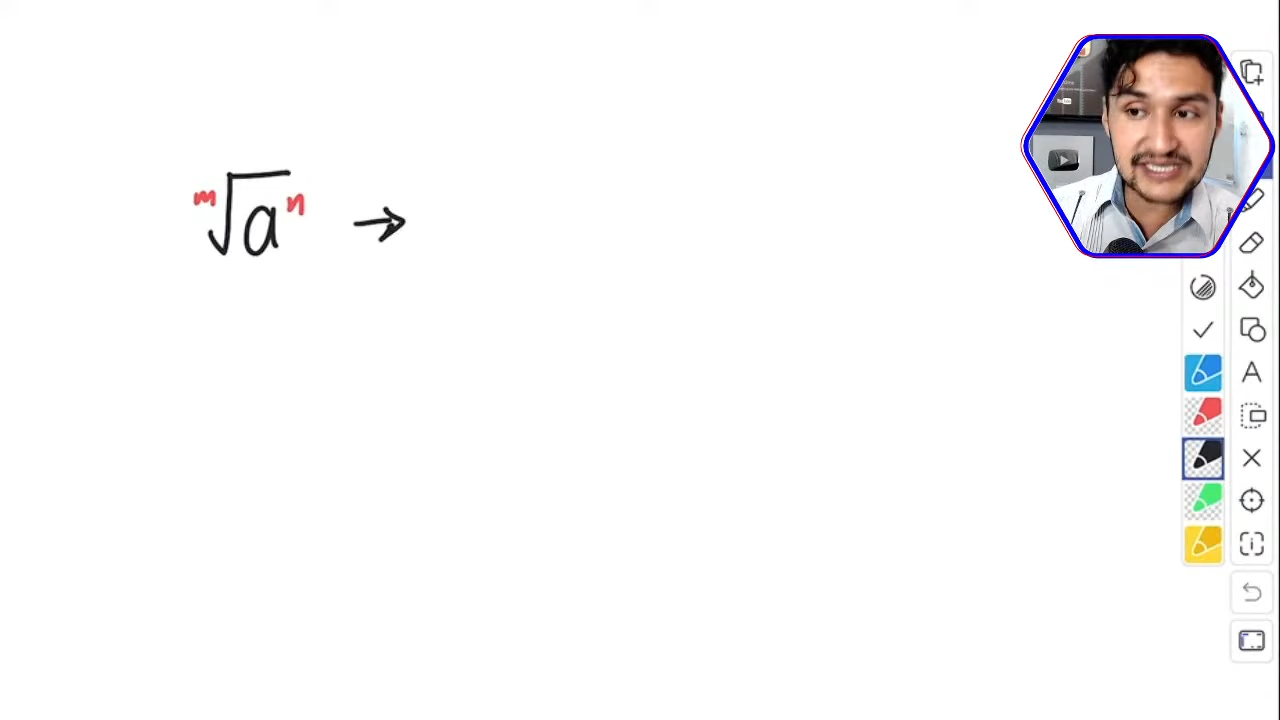 ᵐ√aⁿ →